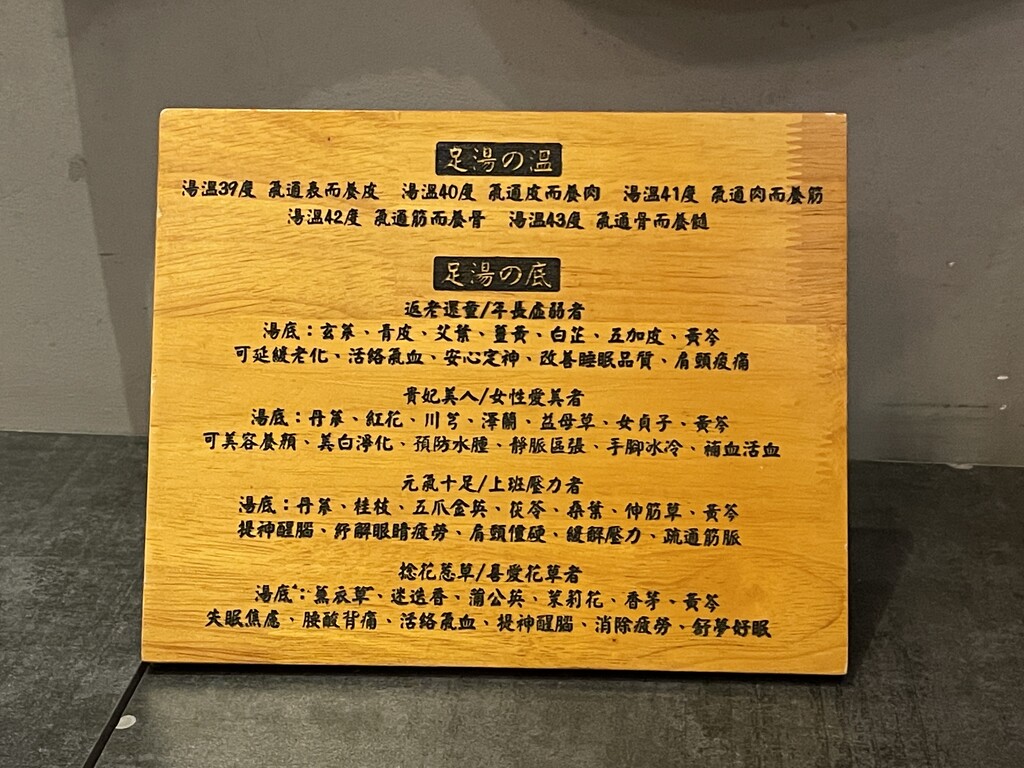 足湯の溫
湯溫39度 氣通表而養皮 湯溫40度 氣通皮而養肉 湯溫41度 氣通肉而養筋
湯溫42度 氣通筋而養骨 湯溫43度 氣通骨而養髓
足湯の底
返老還童/年長虛弱者
湯底：玄蔘、青皮、艾葉、薑黃、白芷、五加皮、黃芩
可延緩老化、活絡氣血、安心定神、改善睡眠品質、肩頸疲痛
貴妃美人/女性愛美者
湯底：丹蔘、紅花、川芎、澤蘭、益母草、女貞子、黃芩
可美容養顏、美白淨化、預防水腫、靜脈區張、手腳冰冷、補血活血
元氣十足/上班壓力者
湯底：丹蔘、桂枝、五爪金英、茯苓、桑葉、伸筋草、黃芩
提神醒腦、紓解眼睛疲勞、肩頸僵硬、緩解壓力、疏通筋脈
捻花惹草/喜愛花草者
湯底：薰衣草、迷迭香、蒲公英、茉莉花、香茅、黃芩
失眠焦慮、腰酸背痛、活絡氣血、提神醒腦、消除疲勞、舒夢好眠